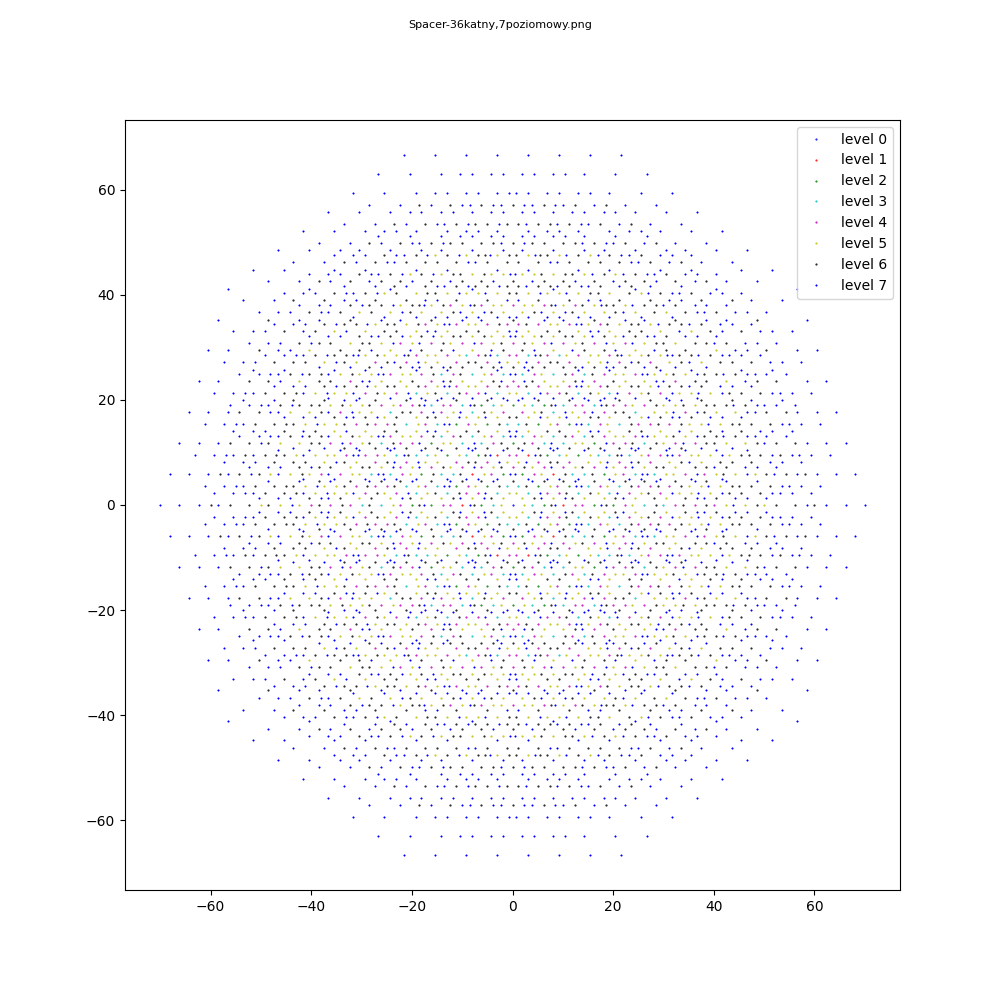 Spacer-36katny,7poziomowy.png
level 0
level 1
level 2
level 3
level 4
level 5
level 6
level 7
60
40
20
0
−20
−40
−60
−60 −40 −20 0 20 40 60